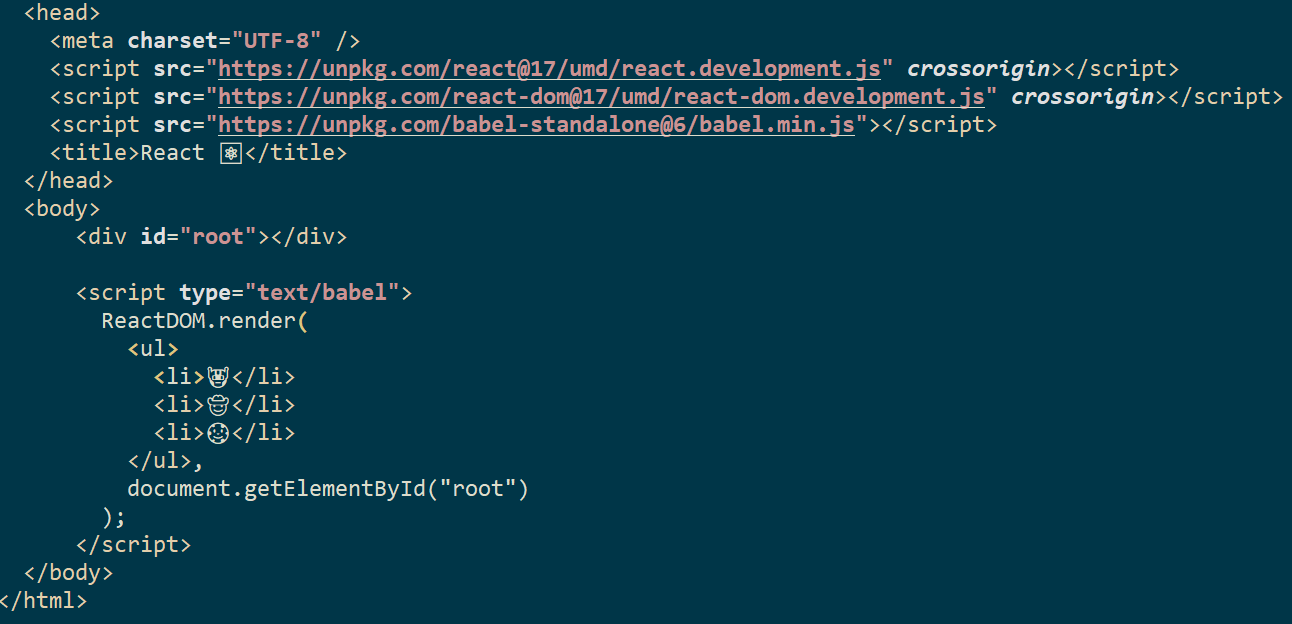 <head>
<meta charset="UTF-8" />
<script src="https://unpkg.com/react@17/umd/react.development.js" crossorigin></script>
<script src="https://unpkg.com/react-dom@17/umd/react-dom.development.js" crossorigin></script>
<script src="https://unpkg.com/babel-standalone@6/babel.min.js"></script>
<title>React ⚛️</title>
</head>
<body>
<div id="root"></div>
<script type="text/babel">
ReactDOM.render(
<ul>
<li>🤖</li>
<li>🤠</li>
<li>🌝</li>
</ul>,
document.getElementById("root")
);
</script>
</body>
</html>